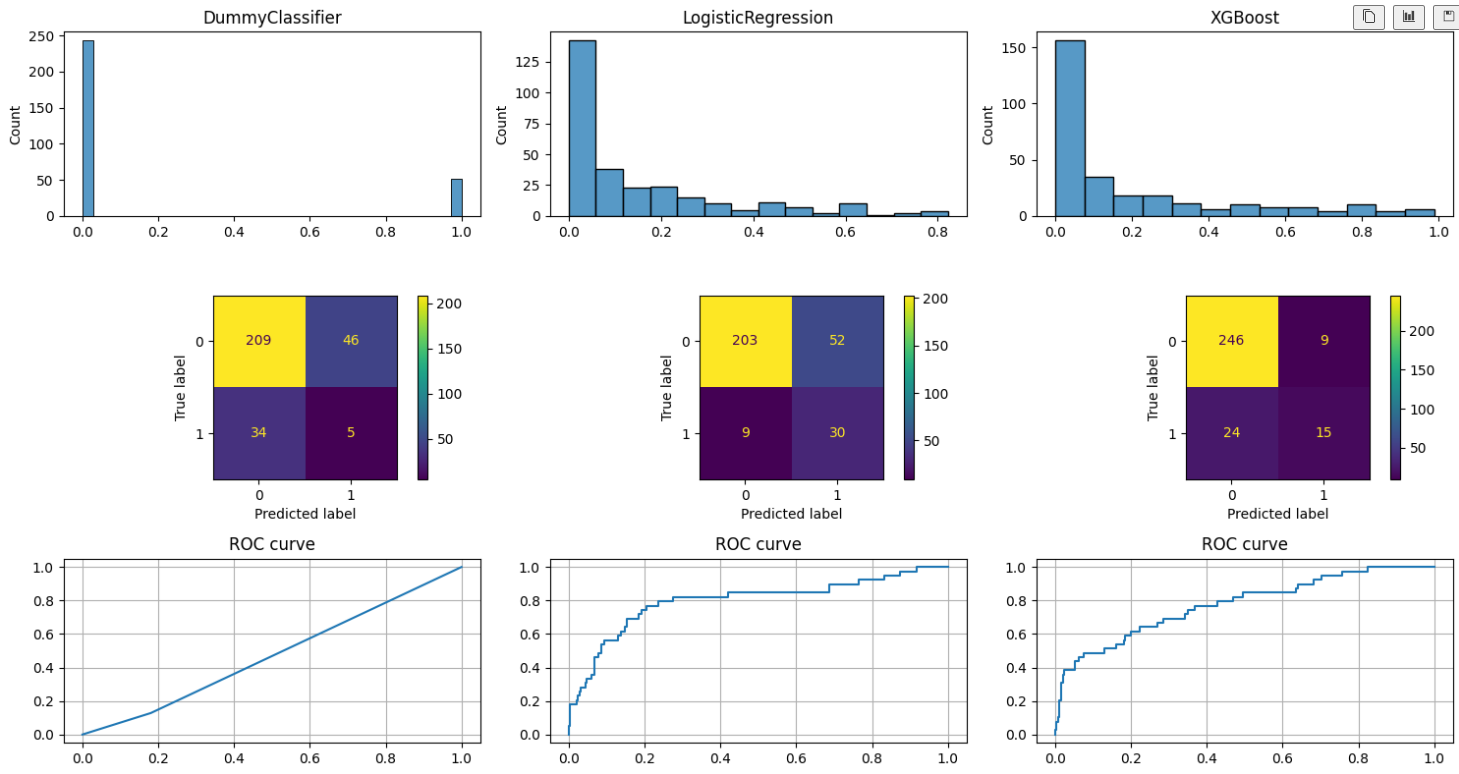 DummyClassifier
250
200
150
100
50
0
Count
0.0 0.2 0.4 0.6 0.8 1.0
LogisticRegression
125
100
75
50
25
0
Count
0.0 0.2 0.4 0.6 0.8
XGBoost
150
100
50
0
Count
0.0 0.2 0.4 0.6 0.8 1.0
0
1
True label
209 46
34 5
0 1
Predicted label
200
150
100
50
0
1
True label
203 52
9 30
0 1
Predicted label
200
150
100
50
0
1
True label
246 9
24 15
0 1
Predicted label
200
150
100
50
ROC curve
1.0
0.8
0.6
0.4
0.2
0.0
0.0 0.2 0.4 0.6 0.8 1.0
ROC curve
1.0
0.8
0.6
0.4
0.2
0.0
0.0 0.2 0.4 0.6 0.8 1.0
ROC curve
1.0
0.8
0.6
0.4
0.2
0.0
0.0 0.2 0.4 0.6 0.8 1.0